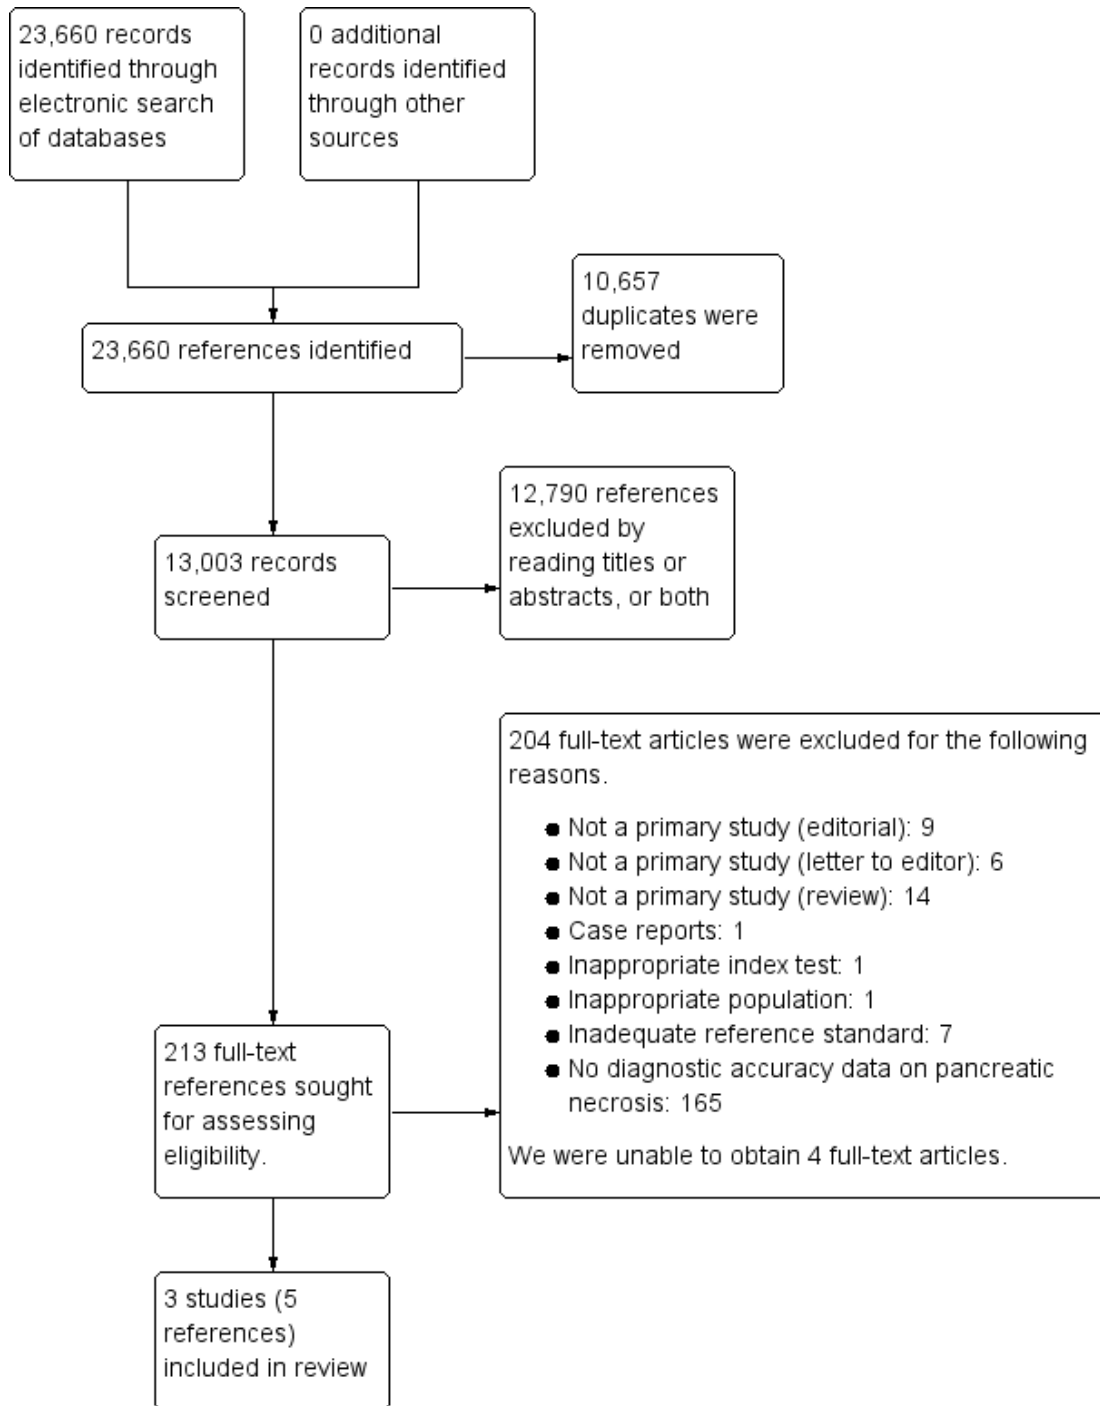 23,660 records
identified through
electronic search
of databases
0 additional
records identified
through other
sources
10,657
duplicates were
removed
23,660 references identified
12,790 references
excluded by
reading titles or
abstracts, or both
13,003 records
screened
204 full-text articles were excluded for the following
reasons.
● Not a primary study (editorial): 9
● Not a primary study (letter to editor): 6
● Not a primary study (review): 14
● Case reports: 1
● Inappropriate index test: 1
● Inappropriate population: 1
● Inadequate reference standard: 7
● No diagnostic accuracy data on pancreatic
necrosis: 165
We were unable to obtain 4 full-text articles.
213 full-text
references sought
for assessing
eligibility.
3 studies (5
references)
included in review